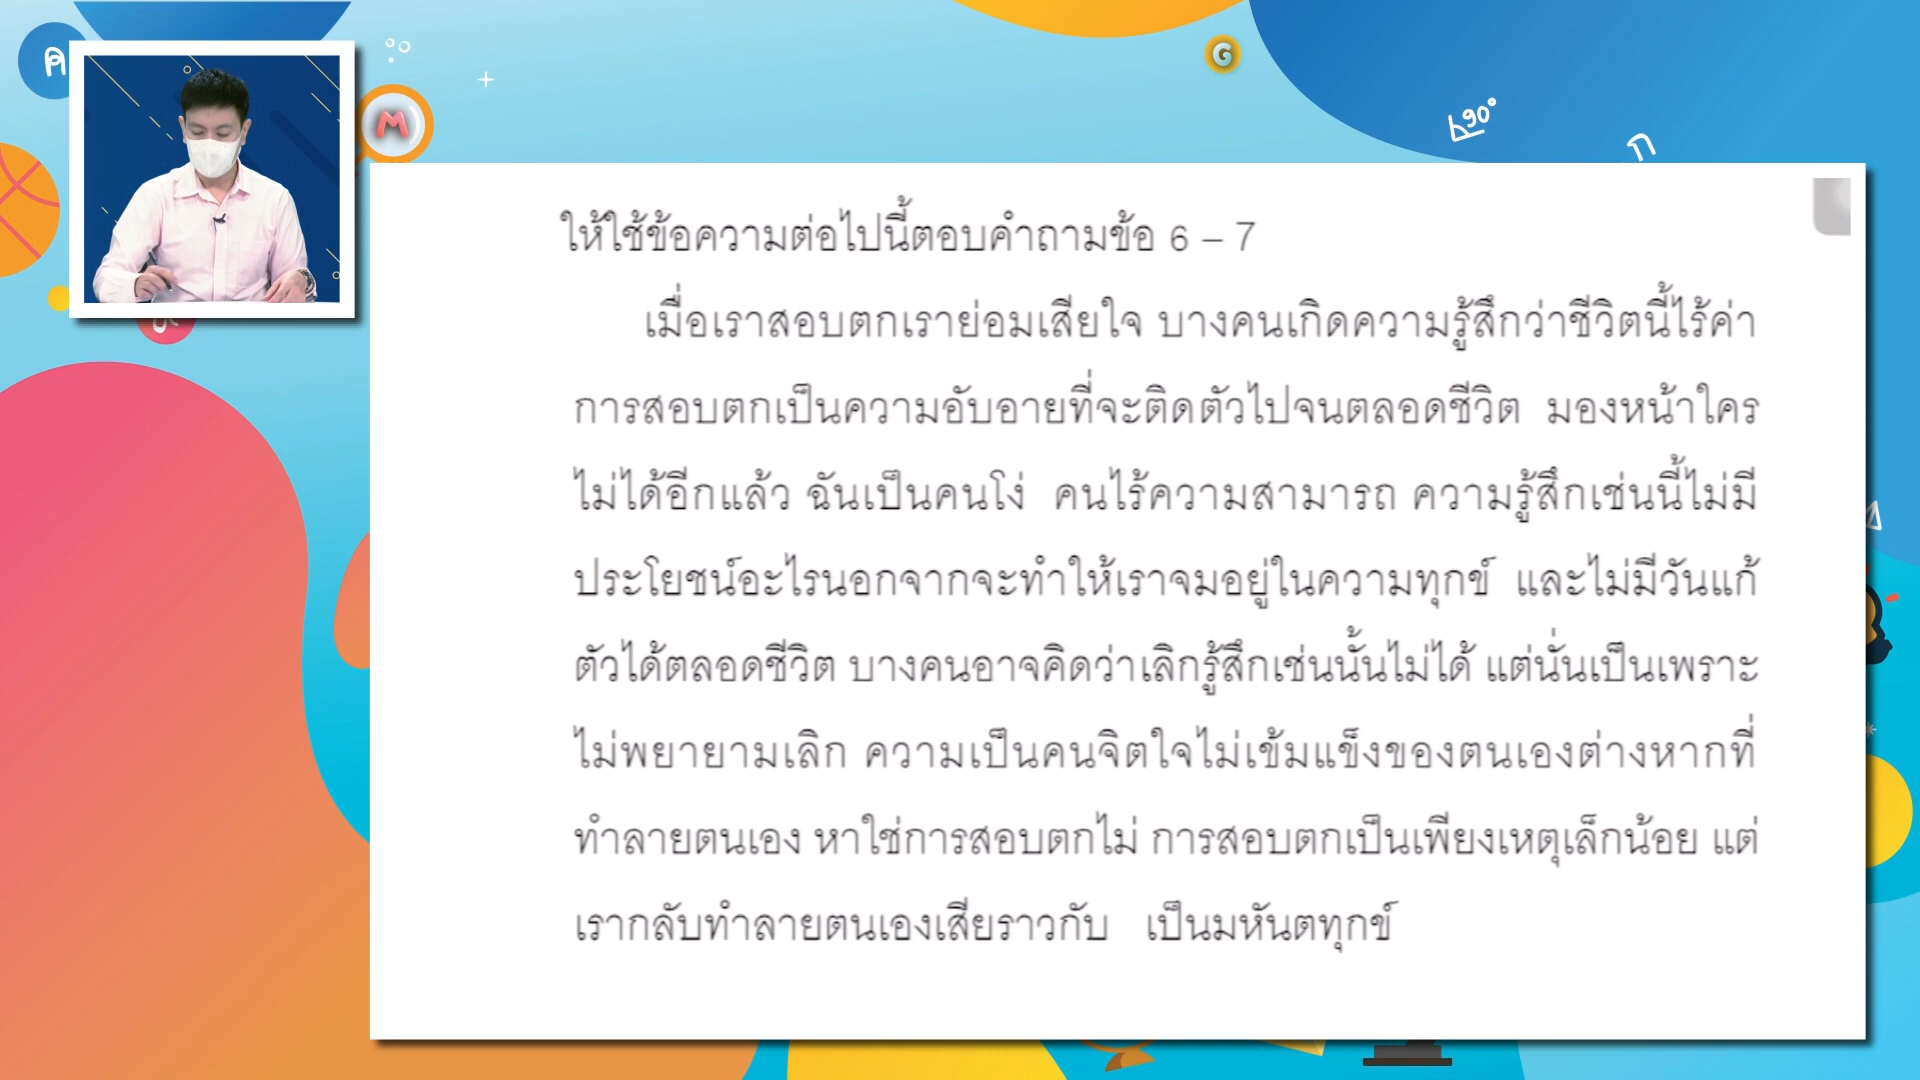 ค
M
G
90°
ก
ให้ใช้ข้อความต่อไปนี้ตอบคำถามข้อ 6 – 7
เมื่อเราสอบตกเราย่อมเสียใจ บางคนเกิดความรู้สึกว่าชีวิตนี้ไร้ค่า
การสอบตกเป็นความอับอายที่จะติดตัวไปจนตลอดชีวิต มองหน้าใคร
ไม่ได้อีกแล้ว ฉันเป็นคนโง่ คนไร้ความสามารถ ความรู้สึกเช่นนี้ไม่มี
ประโยชน์อะไรนอกจากจะทำให้เราจมอยู่ในความทุกข์ และไม่มีวันแก้
ตัวได้ตลอดชีวิต บางคนอาจคิดว่าเลิกรู้สึกเช่นนั้นไม่ได้ แต่นั่นเป็นเพราะ
ไม่พยายามเลิก ความเป็นคนจิตใจไม่เข้มแข็งของตนเองต่างหากที่
ทำลายตนเอง หาใช่การสอบตกไม่ การสอบตกเป็นเพียงเหตุเล็กน้อย แต่
เรากลับทำลายตนเองเสียราวกับ เป็นมหันตทุกข์